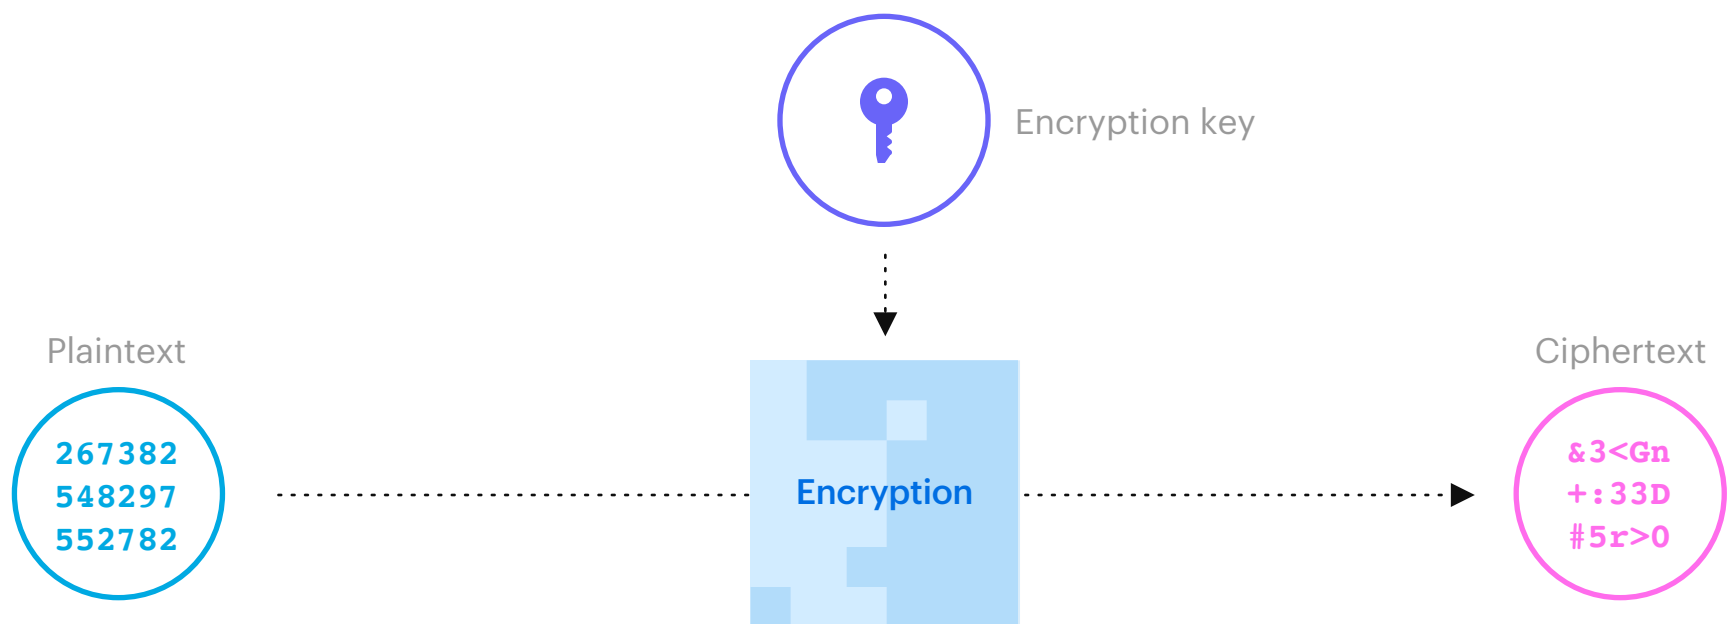 Encryption key
Plaintext
267382
548297
552782
Encryption
Ciphertext
&3<Gn
+:33D
#5r>0